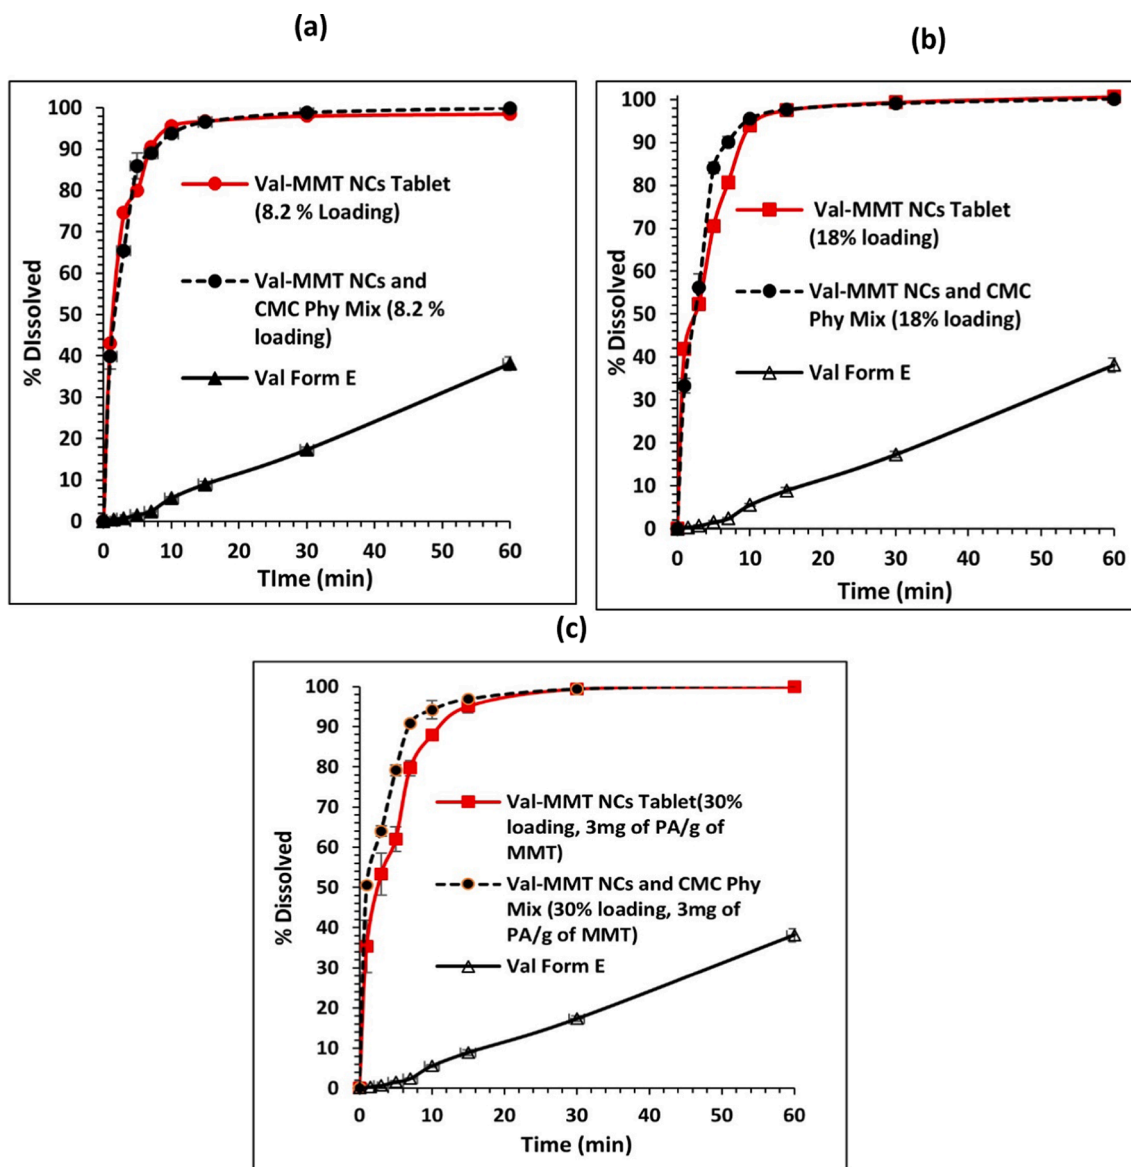 (a)
100
90
80
70
60
50
40
30
20
10
0
% DIssolved
Val-MMT NCs Tablet
(8.2 % Loading)
Val-MMT NCs and
CMC Phy Mix (8.2 %
loading)
Val Form E
0 10 20 30 40 50 60
TIme (min)
(b)
100
90
80
70
60
50
40
30
20
10
0
% Dissolved
Val-MMT NCs Tablet
(18% loading)
Val-MMT NCs and CMC
Phy Mix (18% loading)
Val Form E
0 10 20 30 40 50 60
Time (min)
(c)
100
90
80
70
60
50
40
30
20
10
0
% Dissolved
Val-MMT NCs Tablet(30%
loading, 3mg of PA/g of
MMT)
Val-MMT NCs and CMC Phy
Mix (30% loading, 3mg of
PA/g of MMT)
Val Form E
0 10 20 30 40 50 60
Time (min)